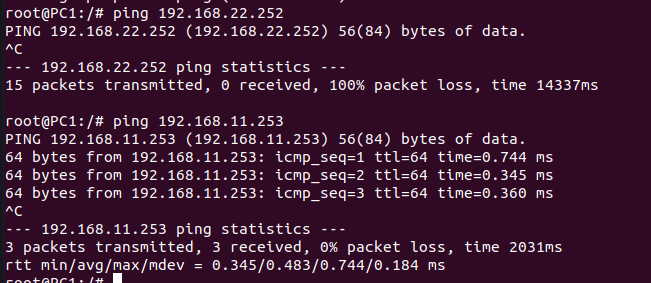 root@PC1:/# ping 192.168.22.252
PING 192.168.22.252 (192.168.22.252) 56(84) bytes of data.
^C
--- 192.168.22.252 ping statistics ---
15 packets transmitted, 0 received, 100% packet loss, time 14337ms

root@PC1:/# ping 192.168.11.253
PING 192.168.11.253 (192.168.11.253) 56(84) bytes of data.
64 bytes from 192.168.11.253: icmp_seq=1 ttl=64 time=0.744 ms
64 bytes from 192.168.11.253: icmp_seq=2 ttl=64 time=0.345 ms
64 bytes from 192.168.11.253: icmp_seq=3 ttl=64 time=0.360 ms
^C
--- 192.168.11.253 ping statistics ---
3 packets transmitted, 3 received, 0% packet loss, time 2031ms
rtt min/avg/max/mdev = 0.345/0.483/0.744/0.184 ms
root@PC1:/#